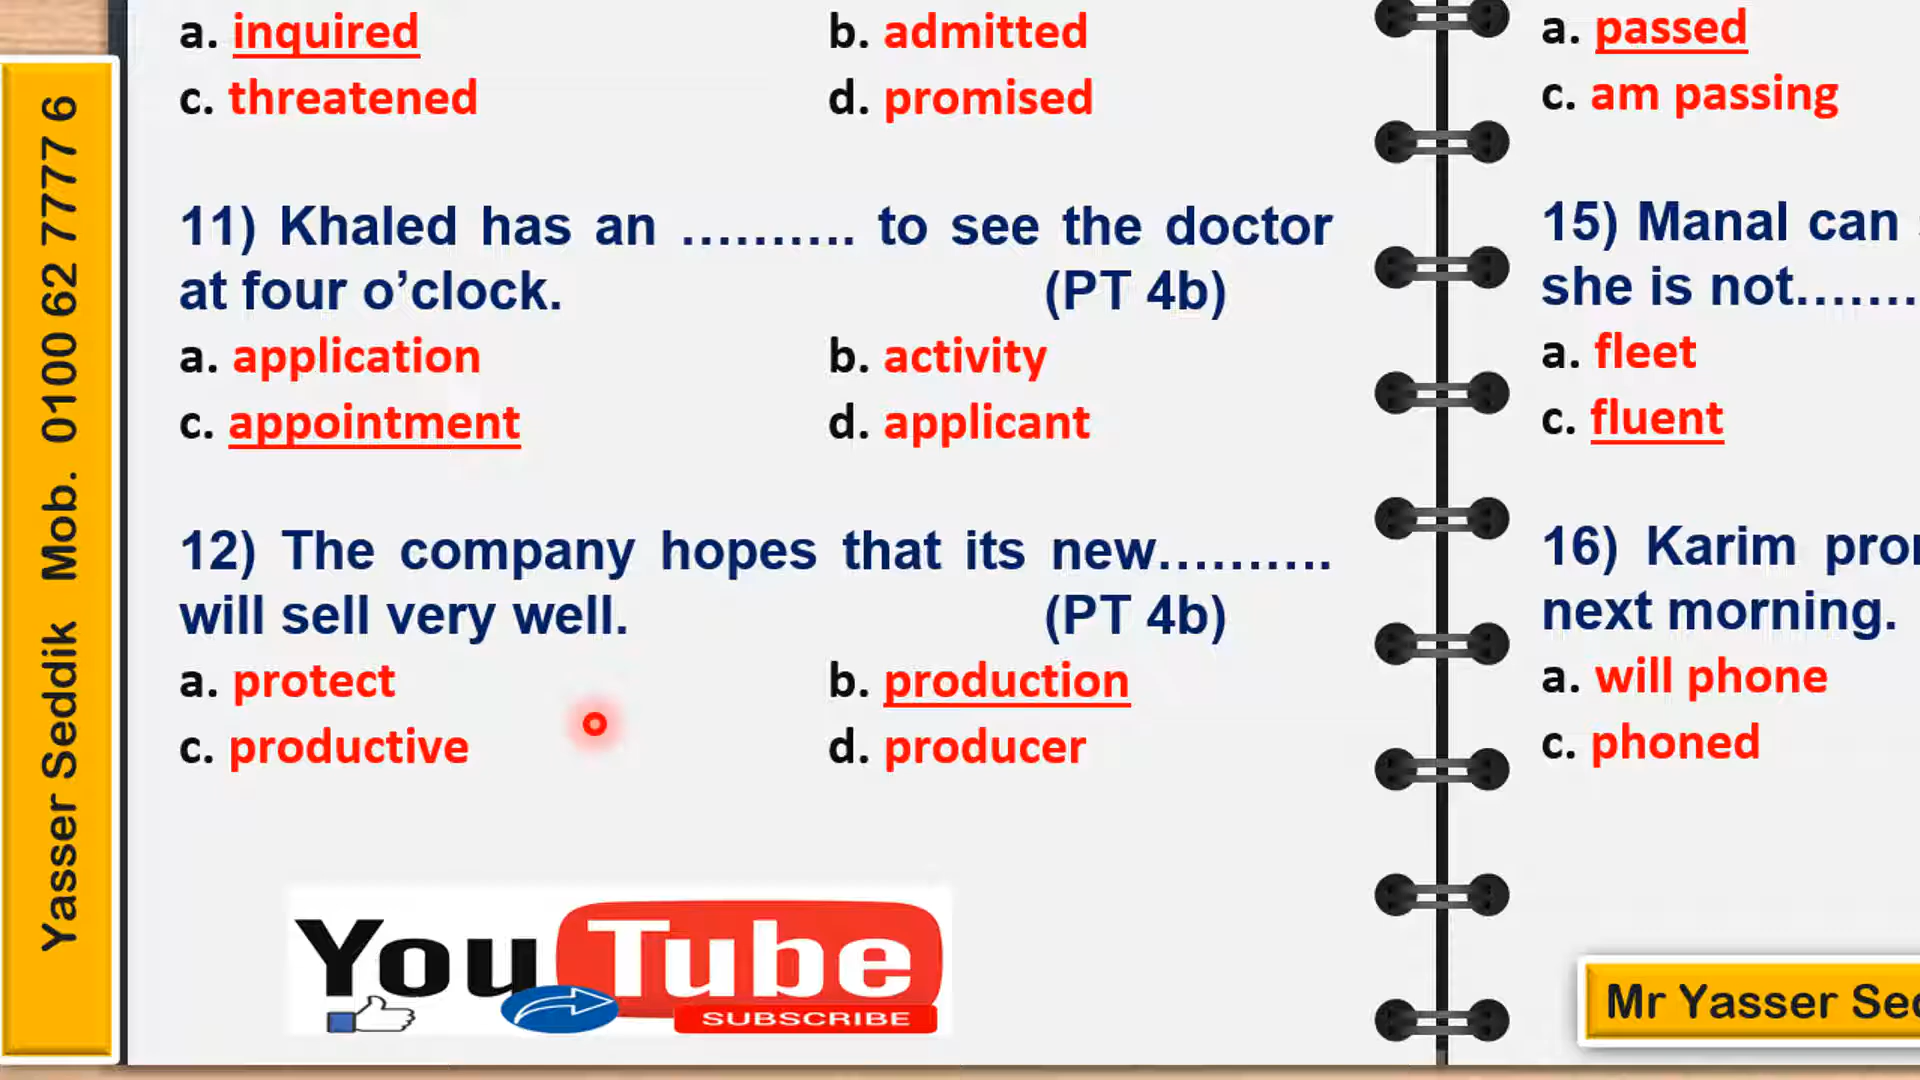 Yasser Seddik Mob. 0100 62 7777 6
a. inquired b. admitted
c. threatened d. promised
11) Khaled has an .......... to see the doctor
at four o’clock. (PT 4b)
a. application b. activity
c. appointment d. applicant
12) The company hopes that its new..........
will sell very well. (PT 4b)
a. protect b. production
c. productive d. producer
YouTube
SUBSCRIBE
a. passed
c. am passing
15) Manal can
she is not.......
a. fleet
c. fluent
16) Karim
next morning.
a. will phone
c. phoned
Mr Yasser